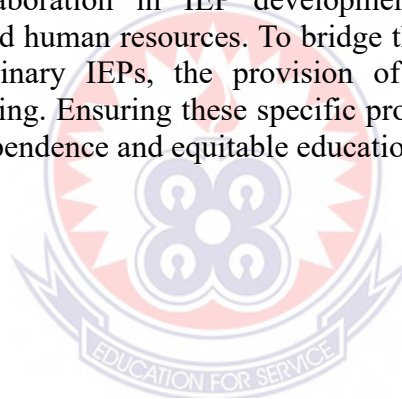 aboration in IEP developmen
d human resources. To bridge t
inary IEPs, the provision of
ing. Ensuring these specific pro
pendence and equitable educatio
EDUCATION FOR SERVICE